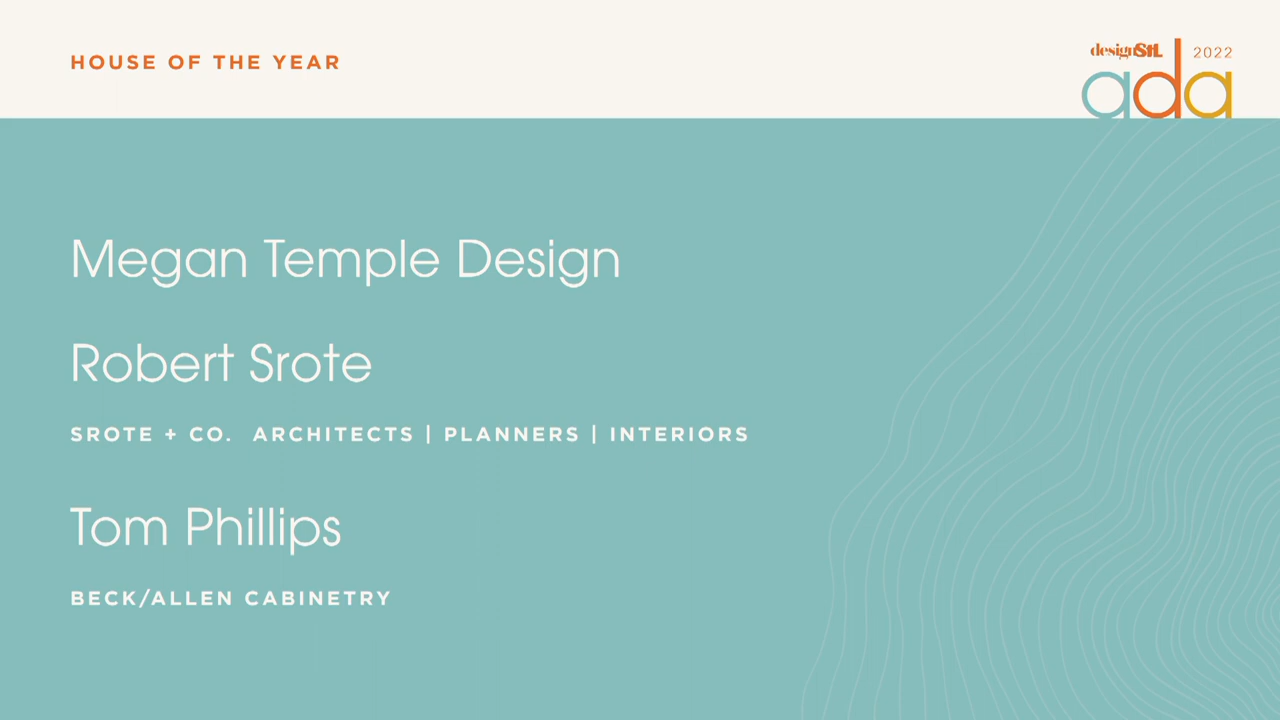 HOUSE OF THE YEAR
designSTL 2022
ada
Megan Temple Design
Robert Srote
SROTE + CO. ARCHITECTS | PLANNERS | INTERIORS
Tom Phillips
BECK/ALLEN CABINETRY